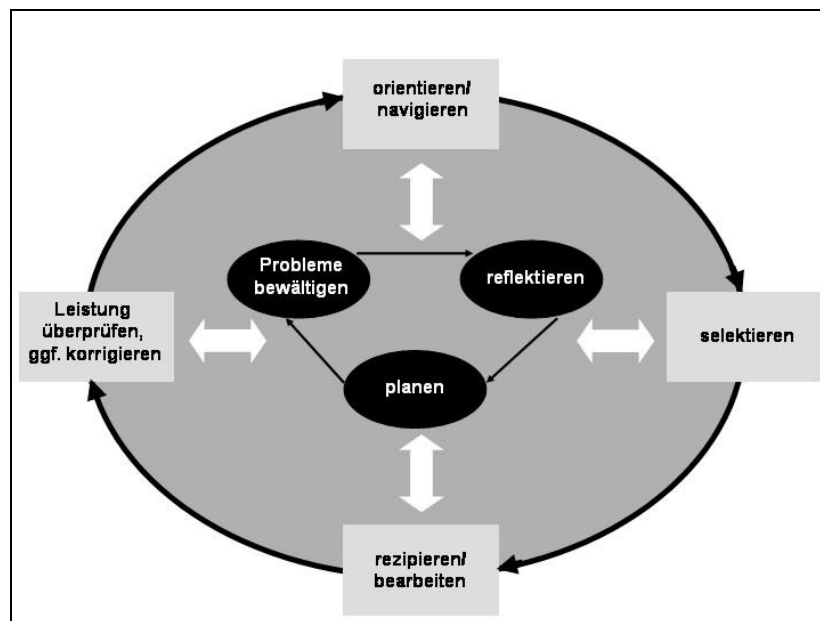 orientieren/
navigieren
Probleme
bewältigen
reflektieren
Leistung
überprüfen,
ggf. korrigieren
selektieren
planen
rezipieren/
bearbeiten